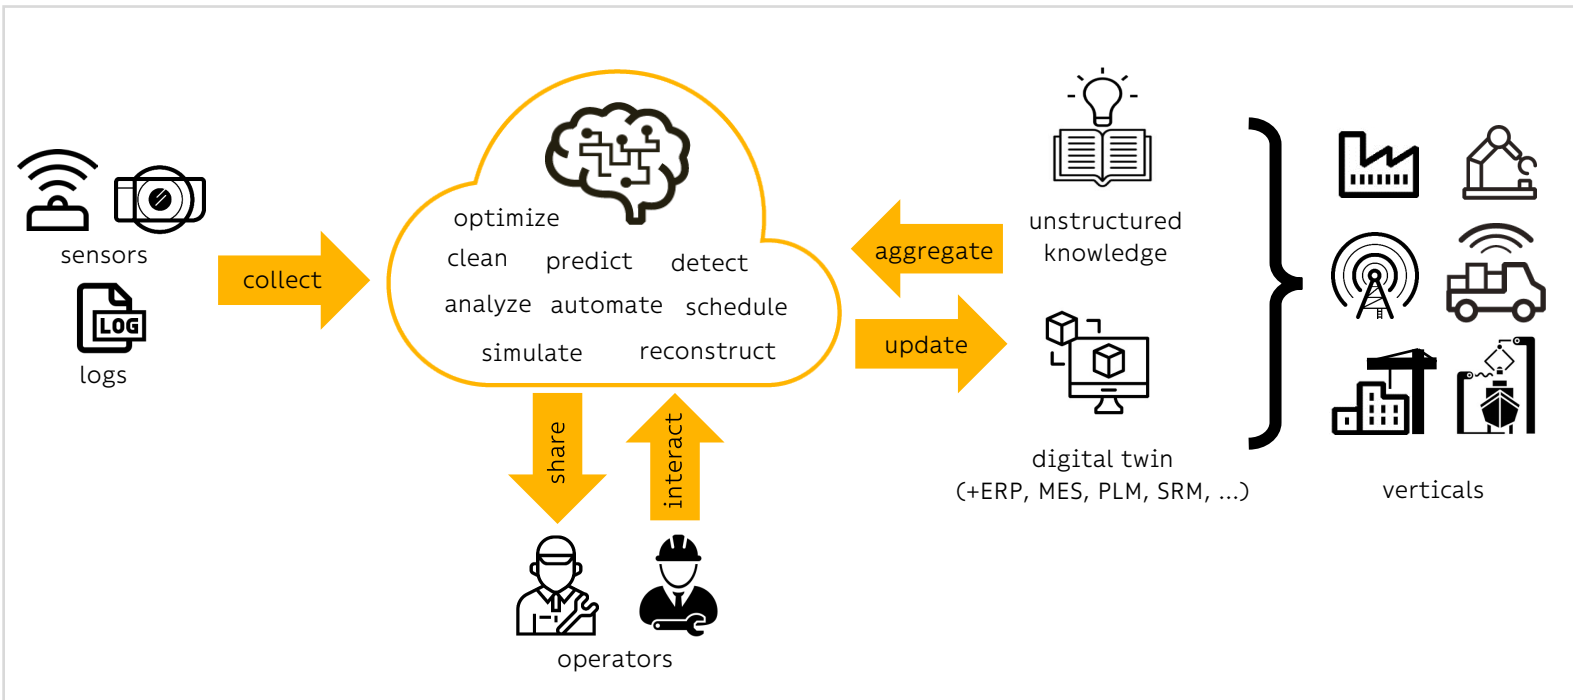 sensors
LOG
logs
collect
optimize
clean predict detect
analyze automate schedule
simulate reconstruct
share
interact
operators
aggregate
update
unstructured
knowledge
digital twin
(+ERP, MES, PLM, SRM, ...)
verticals